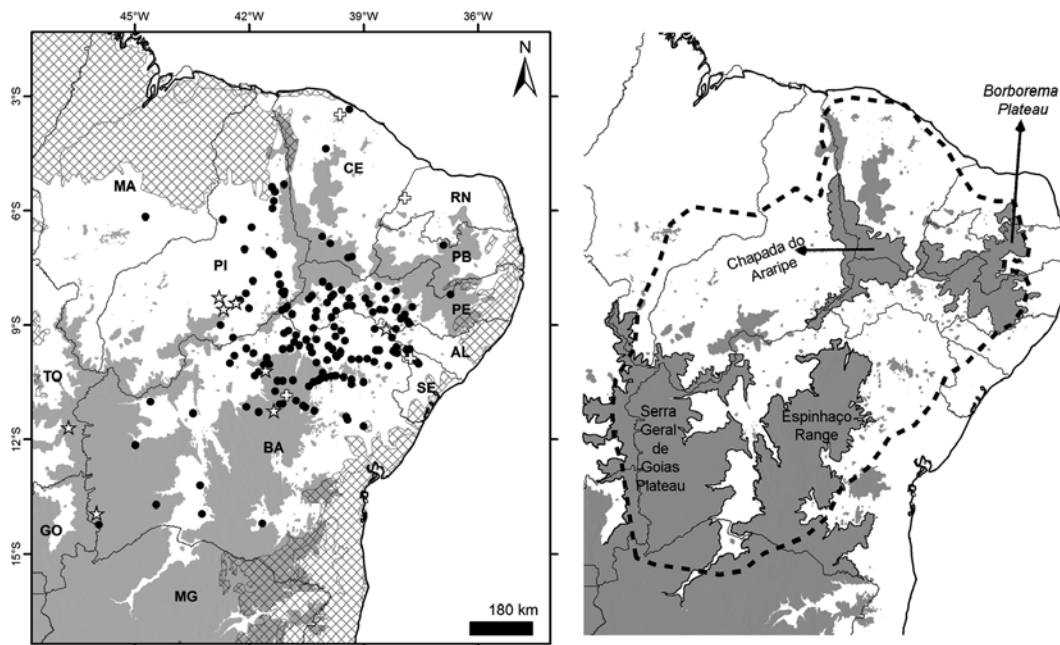 45°W 42°W 39°W 36°W
N
3°S
Borborema
Plateau
CE
MA
RN
6°S
PB
Chapada do
Araripe
PI
PE
9°S
AL
TO
SE
Serra
Geral
de
Goias
Plateau
Espinhaço
Range
12°S
BA
GO
15°S
MG
180 km